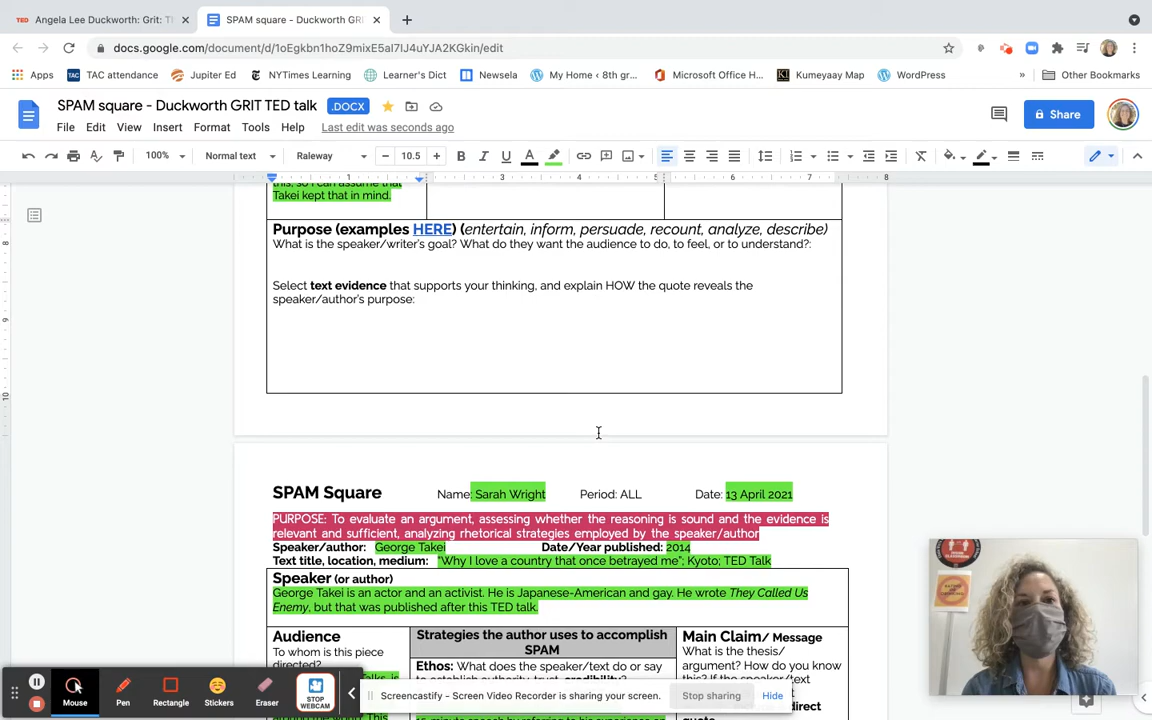 Angela Lee Duckworth: Grit: T
SPAM square - Duckworth GRI
docs.google.com/document/d/1oEgkbn1hoZ9mixE5al7lJ4uYJA2KGkin/edit
Apps
TAC attendance
Jupiter Ed
NYTimes Learning
Learner's Dict
Newsela
My Home ‹ 8th gr...
Microsoft Office H...
Kumeyaay Map
WordPress
»
Other Bookmarks
SPAM square - Duckworth GRIT TED talk
.DOCX
Share
File Edit View Insert Format Tools Help Last edit was seconds ago
100% Normal text Raleway 10.5
1 3 4 5 6 7 8
this, so I can assume that
Takei kept that in mind.
Purpose (examples HERE) (entertain, inform, persuade, recount, analyze, describe)
What is the speaker/writer's goal? What do they want the audience to do, to feel, or to understand?:
Select text evidence that supports your thinking, and explain HOW the quote reveals the
speaker/author's purpose:
SPAM Square Name: Sarah Wright Period: ALL Date: 13 April 2021
PURPOSE: To evaluate an argument, assessing whether the reasoning is sound and the evidence is
relevant and sufficient, analyzing rhetorical strategies employed by the speaker/author
Speaker/author: George Takei Date/Year published: 2014
Text title, location, medium: "Why I love a country that once betrayed me"; Kyoto; TED Talk
Speaker (or author)
George Takei is an actor and an activist. He is Japanese-American and gay. He wrote They Called Us
Enemy, but that was published after this TED talk.
Audience
To whom is this piece
directed?
Strategies the author uses to accomplish
SPAM
Ethos: What does the speaker/text do or say
Main Claim/ Message
What is the thesis/
argument? How do you know
this? If the speaker/text
direct
quote
Mouse
Pen
Rectangle
Stickers
Eraser
STOP
WEBCAM
Screencastify - Screen Video Recorder is sharing your screen.
Stop sharing
Hide